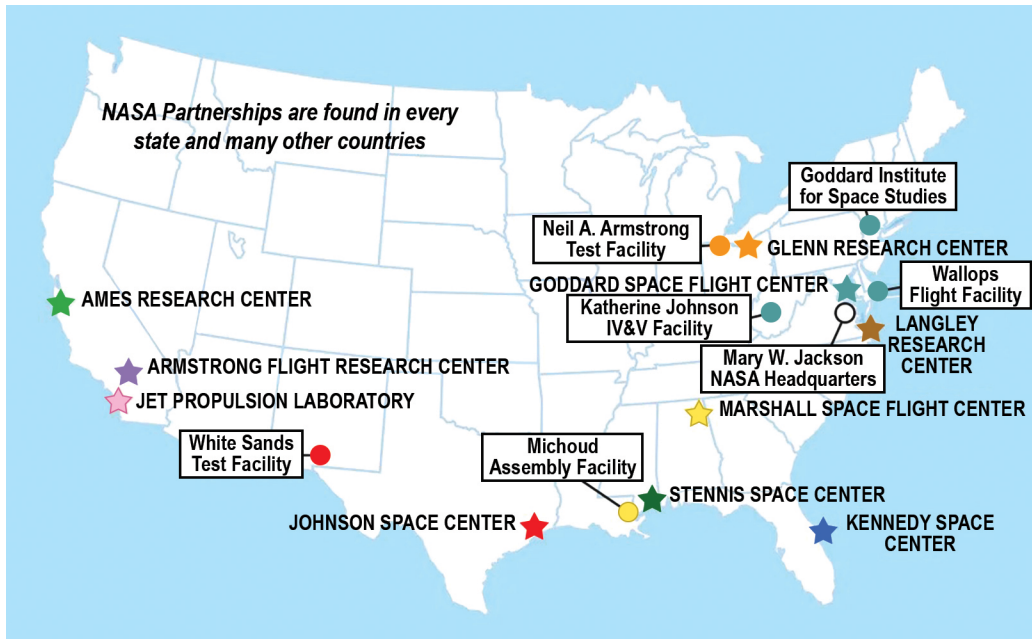 NASA Partnerships are found in every
state and many other countries
Goddard Institute
for Space Studies
Neil A. Armstrong
Test Facility
GLENN RESEARCH CENTER
GODDARD SPACE FLIGHT CENTER
Wallops
Flight Facility
AMES RESEARCH CENTER
Katherine Johnson
IV&V Facility
LANGLEY
RESEARCH
CENTER
Mary W. Jackson
NASA Headquarters
ARMSTRONG FLIGHT RESEARCH CENTER
JET PROPULSION LABORATORY
MARSHALL SPACE FLIGHT CENTER
White Sands
Test Facility
Michoud
Assembly Facility
STENNIS SPACE CENTER
JOHNSON SPACE CENTER
KENNEDY SPACE
CENTER